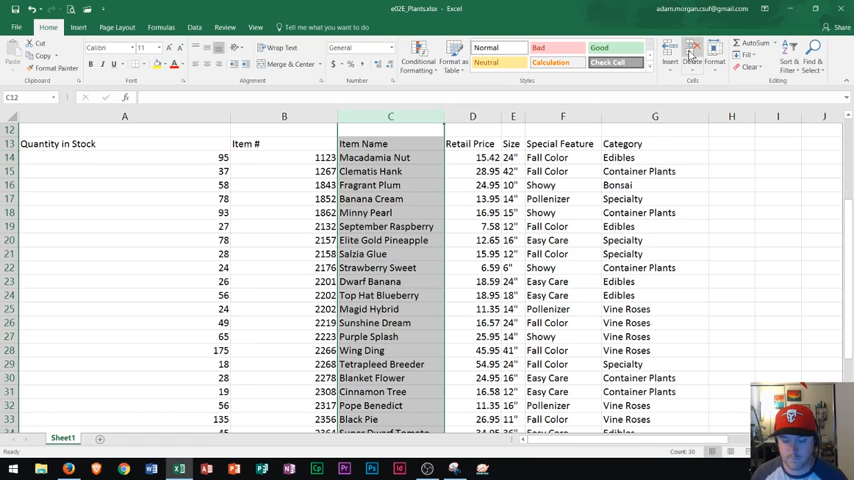 e02E_Plants.xlsx - Excel
adam.morgan.csuf@gmail.com
File Home Insert Page Layout Formulas Data Review View Tell me what you want to do Share
Paste Cut Copy Format Painter Clipboard
Calibri 11 B I U Font
Wrap Text Merge & Center Alignment
General $ % Number
Conditional Formatting Format as Table Normal Bad Good Neutral Calculation Check Cell Styles
Insert Delete Format Cells
AutoSum Fill Clear Sort & Filter Find & Select Editing
C12 fx
A B C D E F G H I J
12
13 Quantity in Stock Item # Item Name Retail Price Size Special Feature Category
14 95 1123 Macadamia Nut 15.42 24" Fall Color Edibles
15 37 1267 Clematis Hank 28.95 42" Fall Color Container Plants
16 58 1843 Fragrant Plum 24.95 10" Showy Bonsai
17 78 1852 Banana Cream 13.95 14" Pollenizer Specialty
18 93 1862 Minny Pearl 16.95 15" Showy Container Plants
19 27 2132 September Raspberry 7.58 12" Fall Color Edibles
20 78 2157 Elite Gold Pineapple 12.65 16" Easy Care Specialty
21 28 2158 Salzia Glue 15.95 12" Fall Color Specialty
22 24 2176 Strawberry Sweet 6.59 6" Showy Container Plants
23 26 2201 Dwarf Banana 18.59 24" Easy Care Edibles
24 56 2202 Top Hat Blueberry 18.95 18" Easy Care Edibles
25 24 2202 Magid Hybrid 11.35 14" Pollenizer Vine Roses
26 49 2219 Sunshine Dream 16.57 24" Fall Color Vine Roses
27 65 2223 Purple Splash 25.95 14" Showy Vine Roses
28 175 2266 Wing Ding 45.95 41" Fall Color Vine Roses
29 18 2268 Tetrapleed Breeder 54.95 24" Fall Color Specialty
30 28 2278 Blanket Flower 24.95 16" Easy Care Container Plants
31 19 2283 Cinnamon Tree 16.58 12" Easy Care Container Plants
32 56 2317 Pope Benedict 11.35 16" Pollenizer Vine Roses
33 135 2356 Black Pie 26.95 11" Fall Color Vine Roses
45 2364 Super Dwarf Tomato 36" Easy Care Edibles
Sheet1
Count: 30